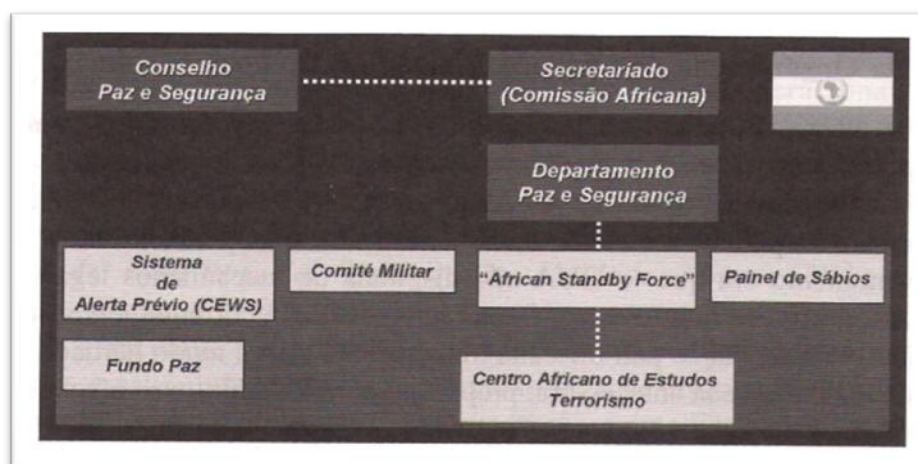 Conselho
Paz e Segurança
Secretariado
(Comissão Africana)
Departamento
Paz e Segurança
Sistema
de
Alerta Prévio (CEWS)
Comité Militar
“African Standby Force”
Painel de Sábios
Fundo Paz
Centro Africano de Estudos
Terrorismo